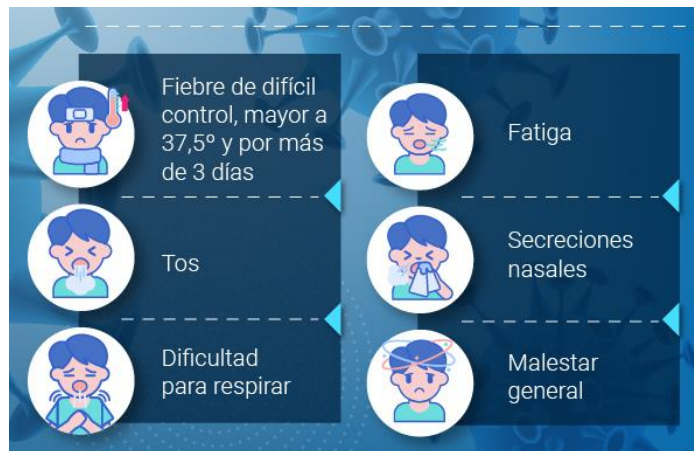 Fiebre de difícil
control, mayor a
37,5º y por más
de 3 días
Tos
Dificultad
para respirar
Fatiga
Secreciones
nasales
Malestar
general